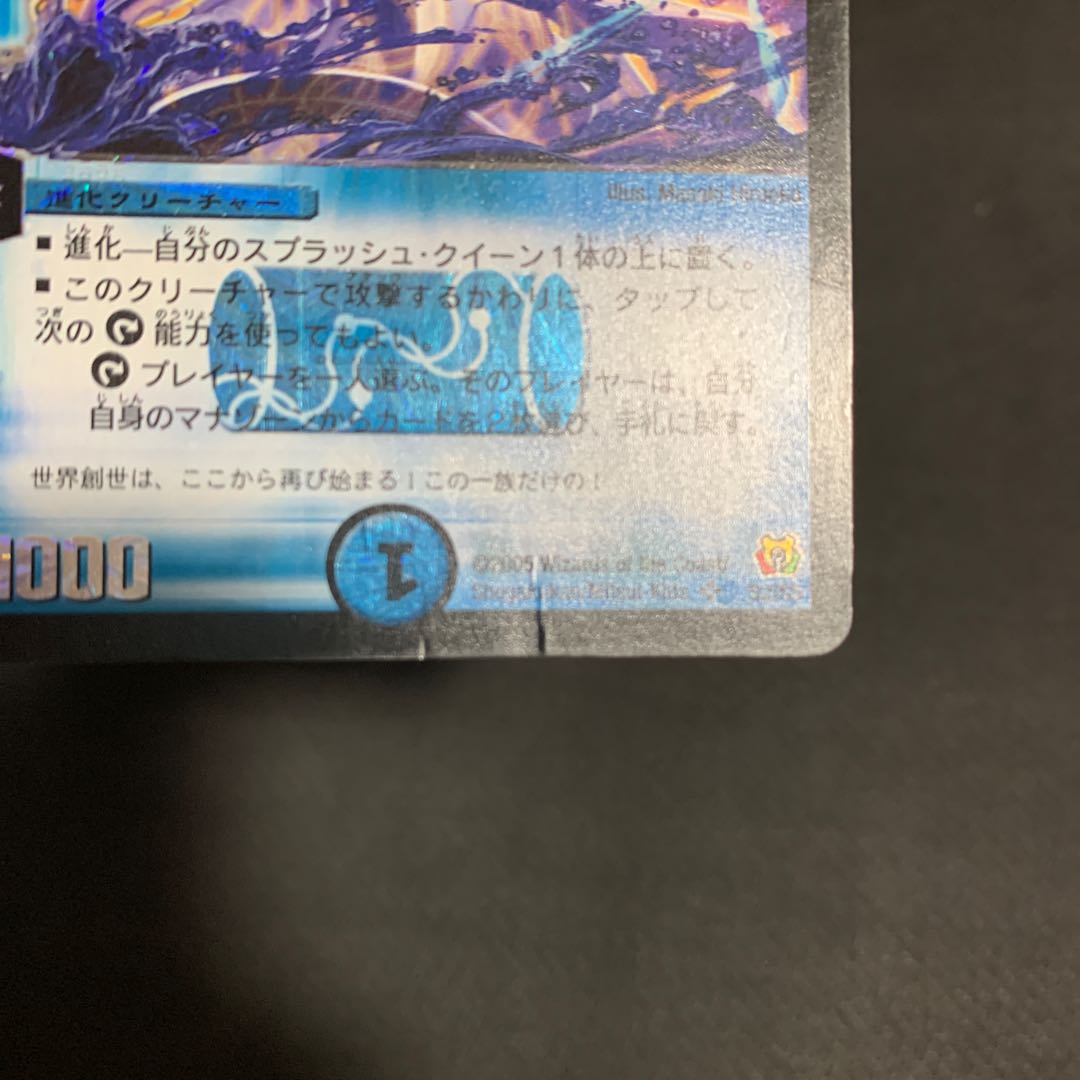 Illus. Masaki Hirooka
進化クリーチャー
■ 進化―自分のスプラッシュ・クイーン1体の上に置く。
■ このクリーチャーで攻撃するかわりに、タップして
次の 能力を使ってもよい。
プレイヤーを一人選ぶ。そのプレイヤーは、自分
自身のマナゾーンからカードを2枚選び、手札に戻す。
世界創世は、ここから再び始まる!この一族だけの!
000
1
©2005 Wizards of the Coast/
Shogakukan/Mitsui-Kids